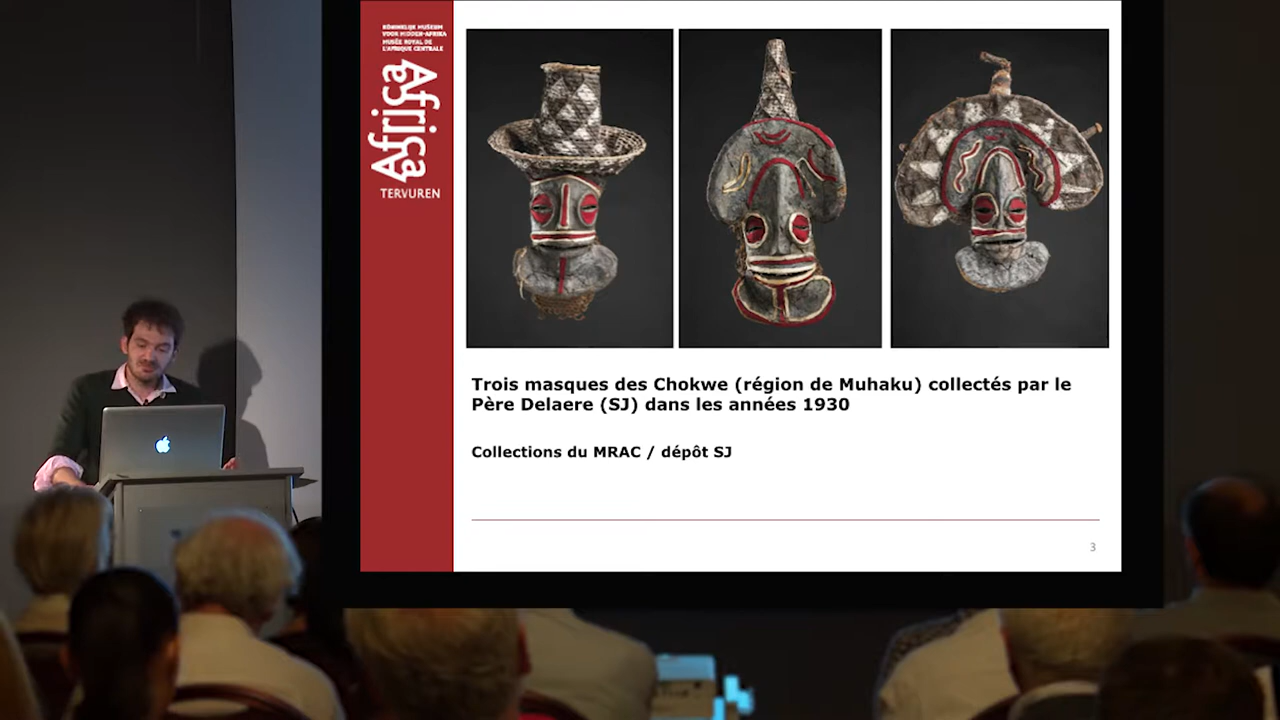 KONINKLIJK MUSEUM
VOOR MIDDEN-AFRIKA
MUSÉE ROYAL DE
L'AFRIQUE CENTRALE
Africa
Africa
TERVUREN
Trois masques des Chokwe (région de Muhaku) collectés par le
Père Delaere (SJ) dans les années 1930
Collections du MRAC / dépôt SJ
3